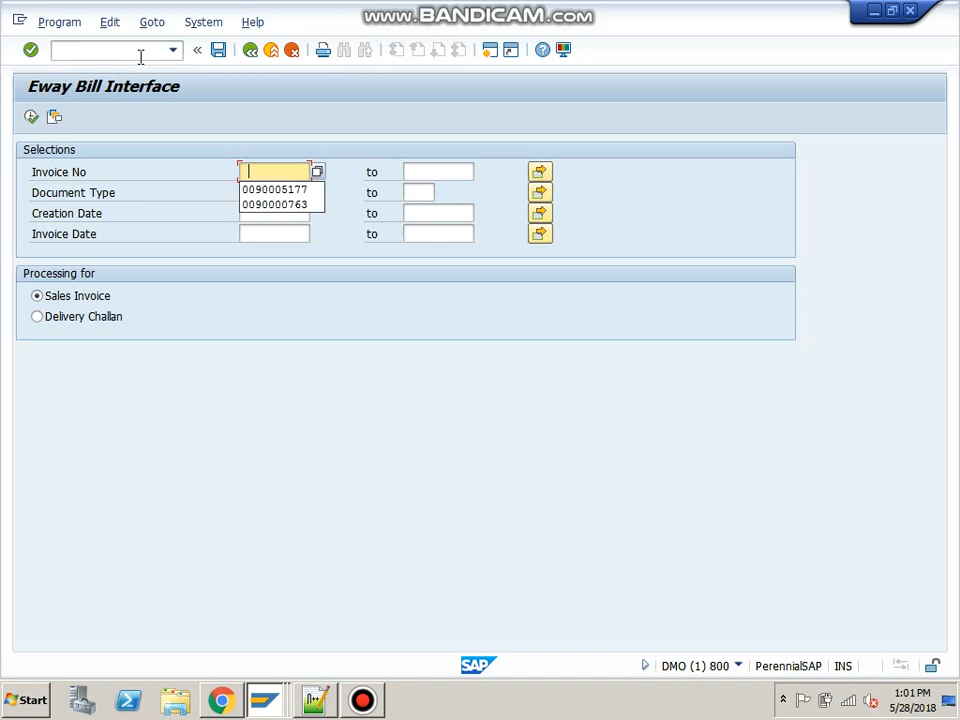 Program Edit Goto System Help
www.BANDICAM.com
Eway Bill Interface
Selections
Invoice No to
0090005177
0090000763
Document Type to
Creation Date to
Invoice Date to
Processing for
Sales Invoice
Delivery Challan
SAP
DMO (1) 800 PerennialSAP INS
Start
1:01 PM
5/28/2018